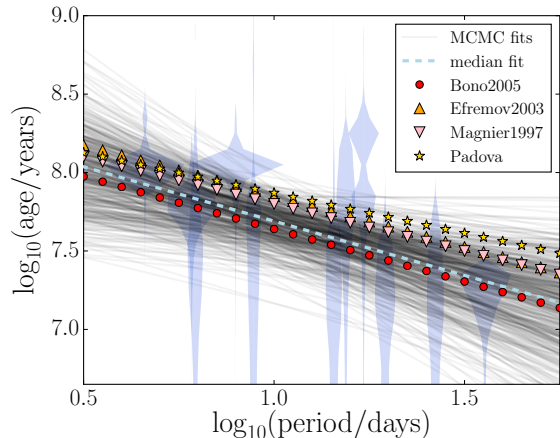 9.0
8.5
8.0
7.5
7.0
log10(age/years)
MCMC fits
median fit
Bono2005
Efremov2003
Magnier1997
Padova
0.5
1.0
1.5
log10(period/days)